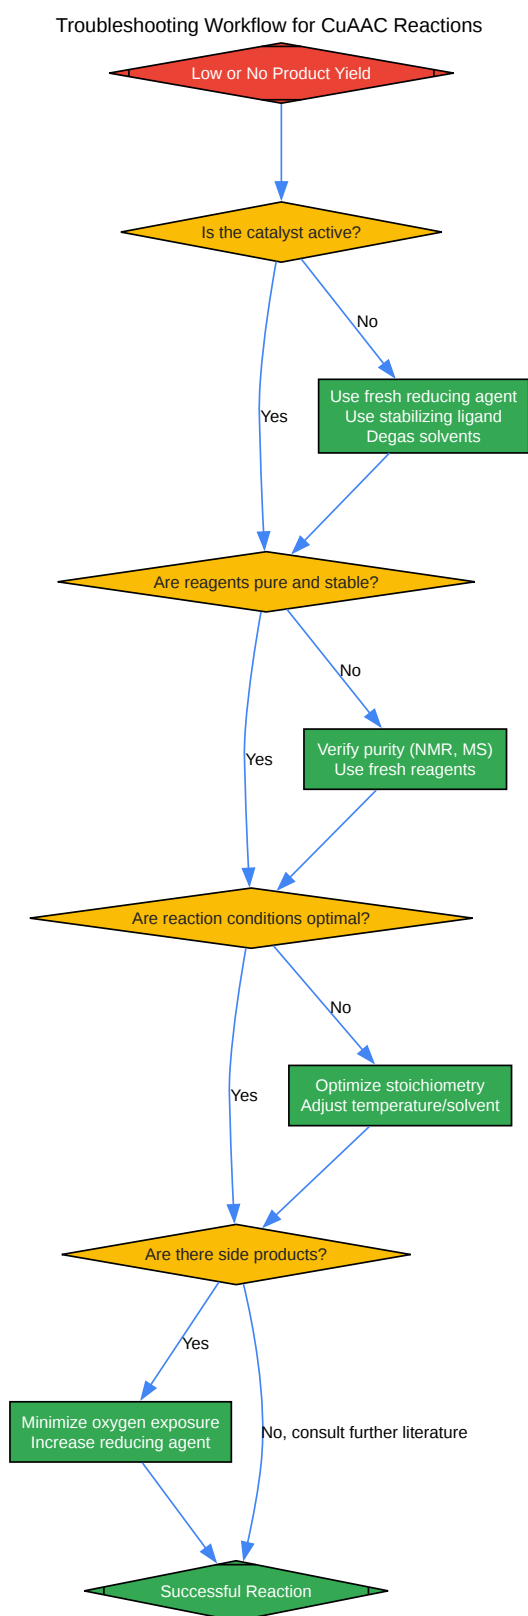 Troubleshooting Workflow for CuAAC Reactions
Low or No Product Yield
Is the catalyst active?
No
Use fresh reducing agent
Use stabilizing ligand
Degas solvents
Yes
Are reagents pure and stable?
No
Verify purity (NMR, MS)
Use fresh reagents
Yes
Are reaction conditions optimal?
No
Optimize stoichiometry
Adjust temperature/solvent
Yes
Are there side products?
Yes
Minimize oxygen exposure
Increase reducing agent
No, consult further literature
Successful Reaction